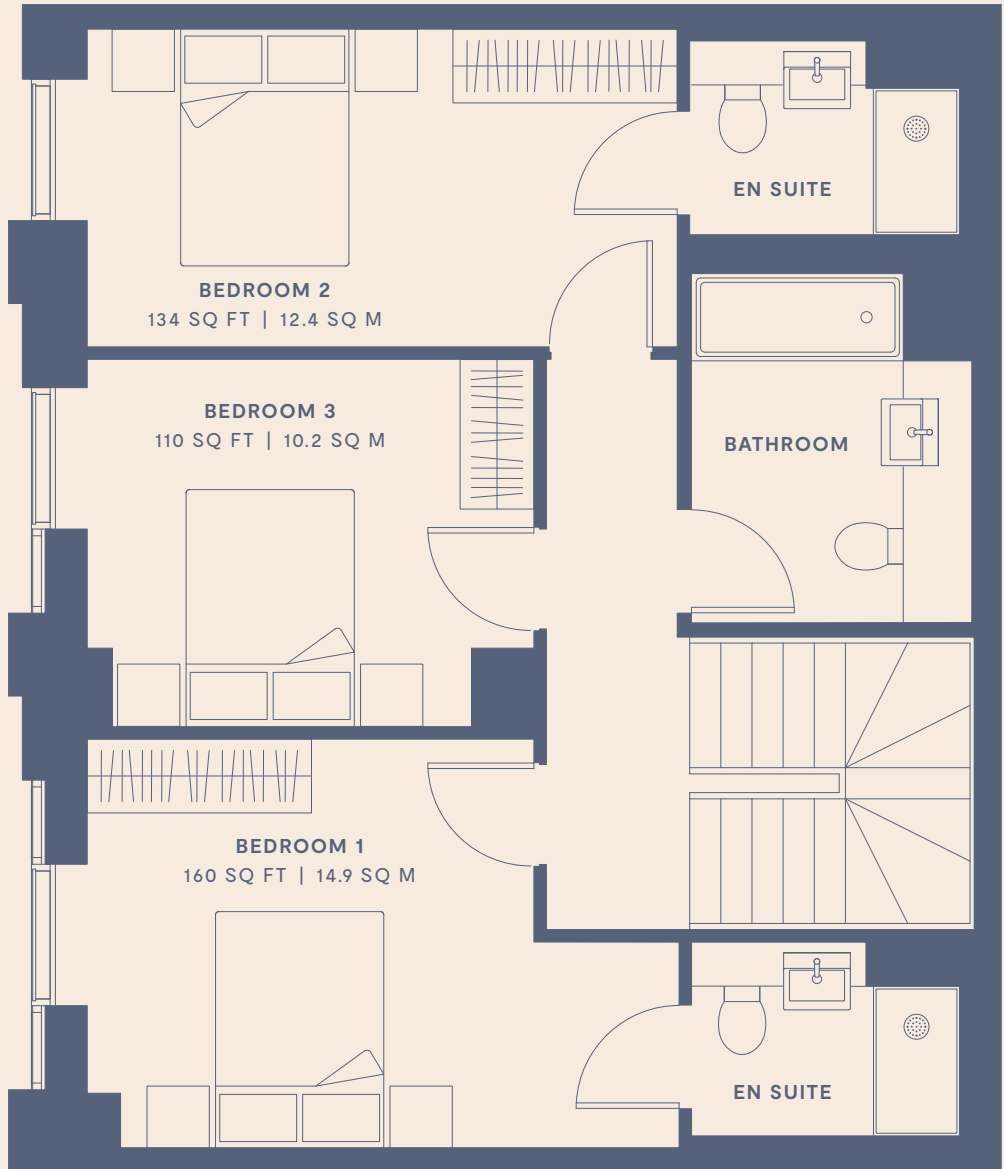 EN SUITE
BEDROOM 2
134 SQ FT | 12.4 SQ M
BEDROOM 3
110 SQ FT | 10.2 SQ M
BATHROOM
BEDROOM 1
160 SQ FT | 14.9 SQ M
EN SUITE